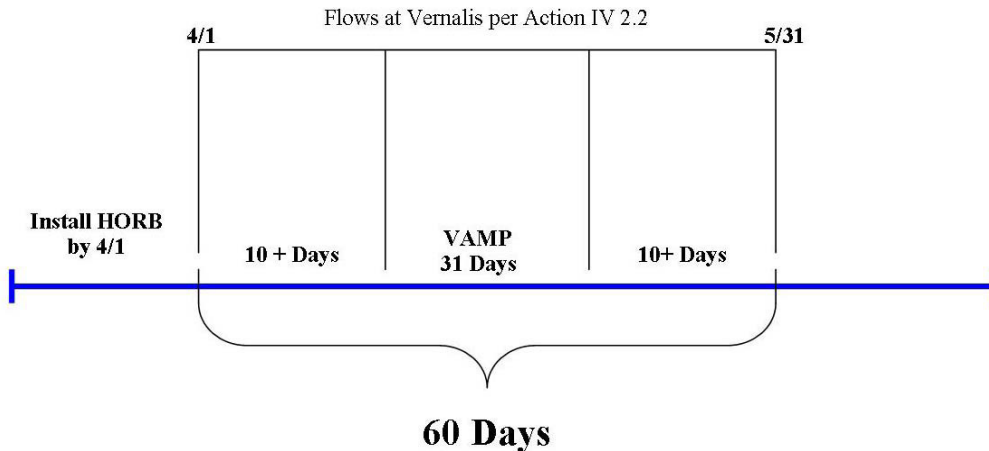 Flows at Vernalis per Action IV 2.2
4/1
5/31
Install HORB
by 4/1
10 + Days
VAMP
31 Days
10+ Days
60 Days